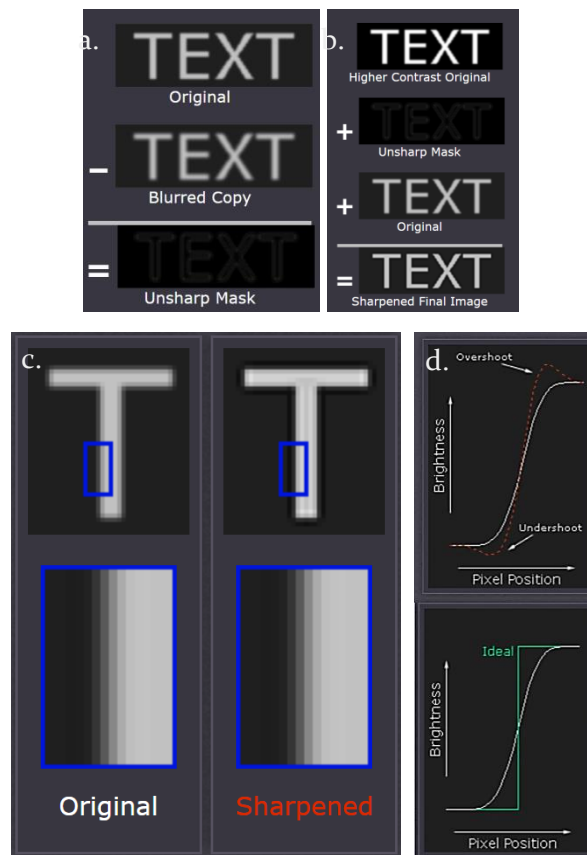 a.
TEXT
Original
−
TEXT
Blurred Copy
=
TEXT
Unsharp Mask
b.
TEXT
Higher Contrast Original
+
TEXT
Unsharp Mask
+
TEXT
Original
=
TEXT
Sharpened Final Image
c.
T
T
Original
Sharpened
d.
Overshoot
Brightness
Undershoot
Pixel Position
Ideal
Brightness
Pixel Position